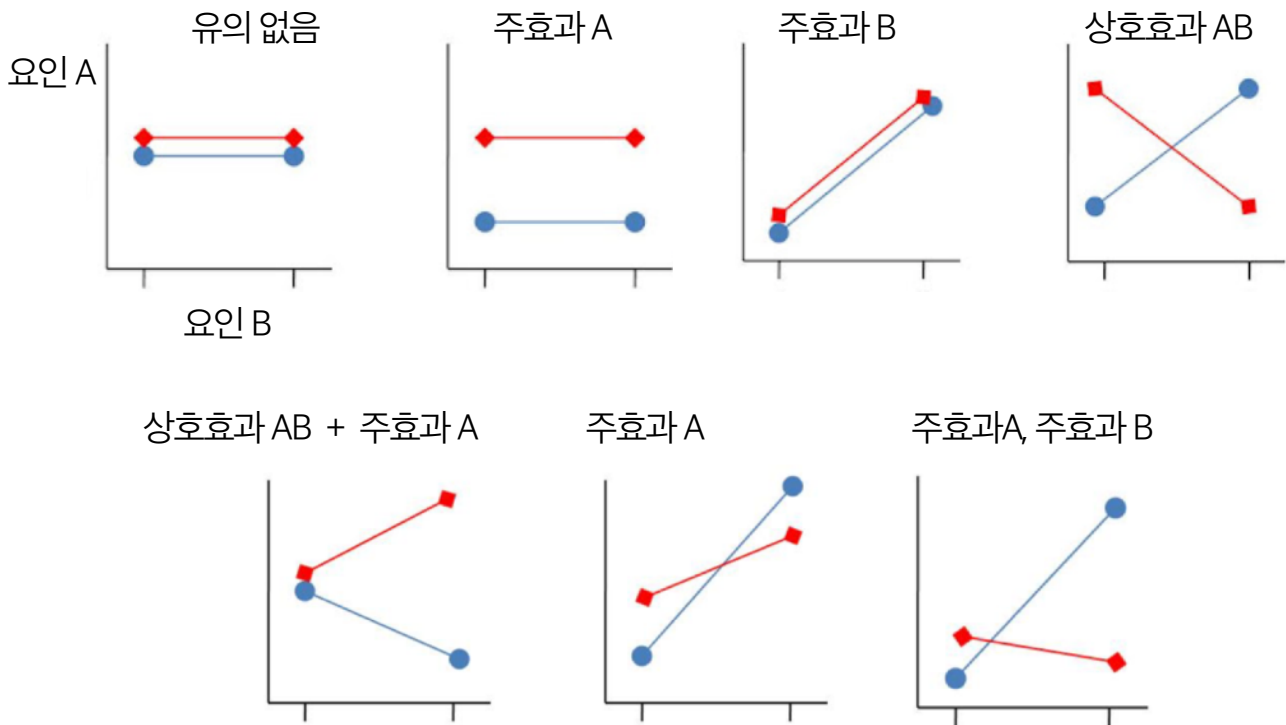 유의 없음
주효과 A
주효과 B
상호효과 AB
요인 A
요인 B
상호효과 AB + 주효과 A
주효과 A
주효과A, 주효과 B